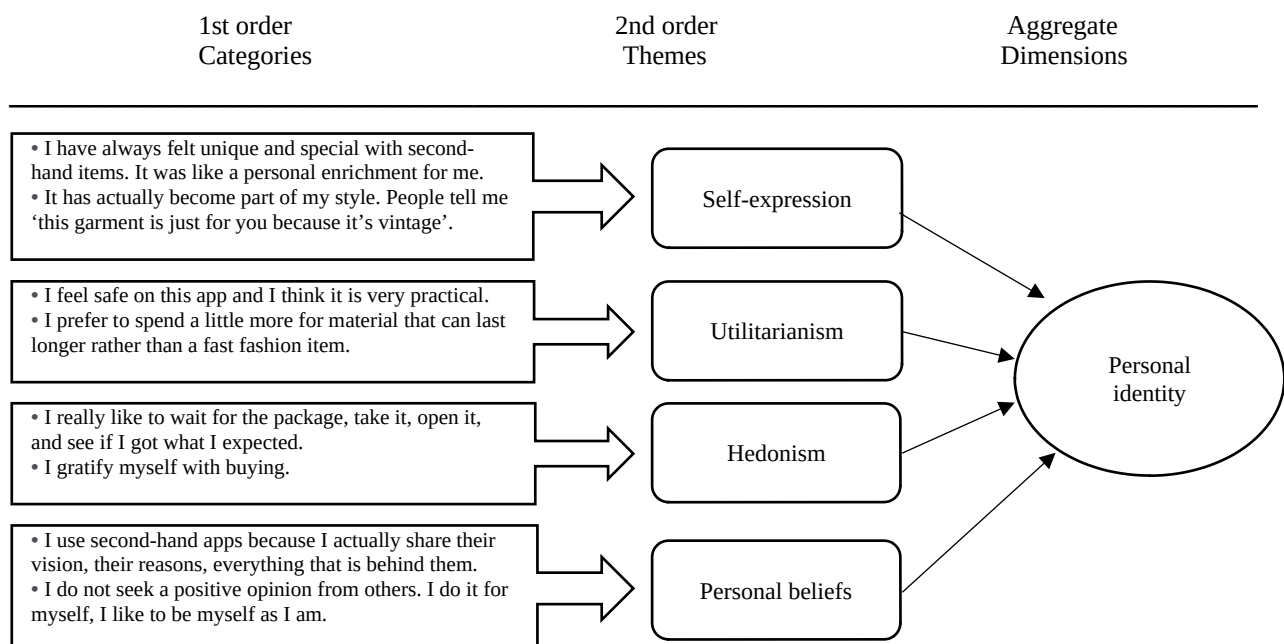 1st order
Categories
2nd order
Themes
Aggregate
Dimensions
• I have always felt unique and special with second-
hand items. It was like a personal enrichment for me.
• It has actually become part of my style. People tell me
‘this garment is just for you because it’s vintage’.
Self-expression
• I feel safe on this app and I think it is very practical.
• I prefer to spend a little more for material that can last
longer rather than a fast fashion item.
Utilitarianism
Personal
identity
• I really like to wait for the package, take it, open it,
and see if I got what I expected.
• I gratify myself with buying.
Hedonism
• I use second-hand apps because I actually share their
vision, their reasons, everything that is behind them.
• I do not seek a positive opinion from others. I do it for
myself, I like to be myself as I am.
Personal beliefs